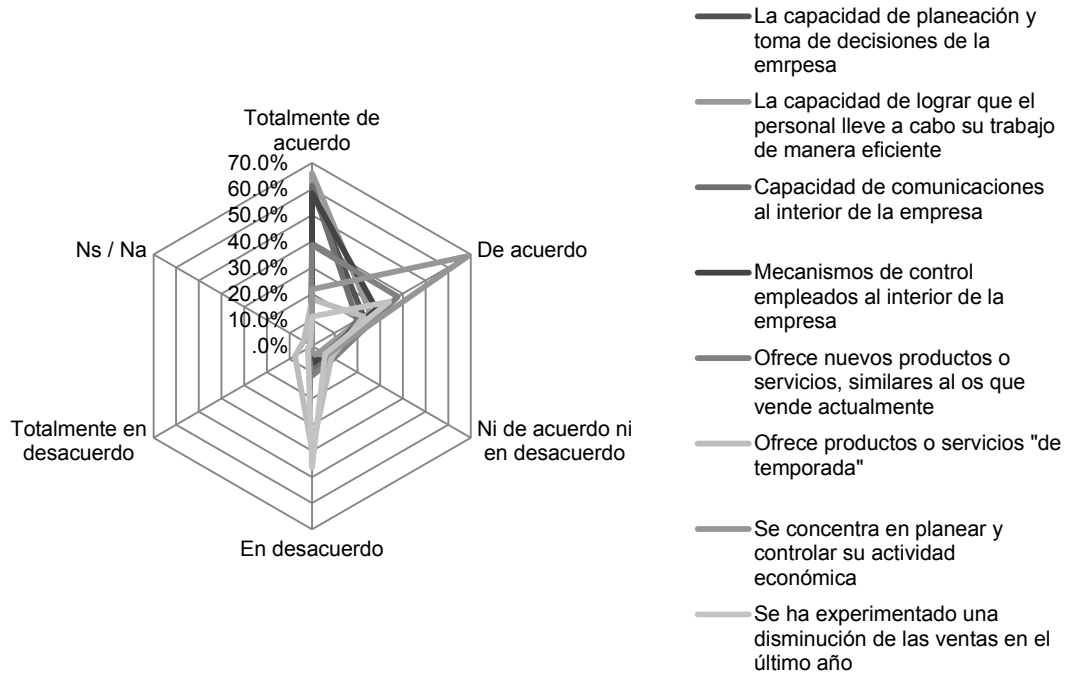 Totalmente de
acuerdo
70.0%
60.0%
50.0%
40.0%
30.0%
20.0%
10.0%
.0%
De acuerdo
Ni de acuerdo ni
en desacuerdo
En desacuerdo
Totalmente en
desacuerdo
Ns / Na
La capacidad de planeación y
toma de decisiones de la
emrpesa
La capacidad de lograr que el
personal lleve a cabo su trabajo
de manera eficiente
Capacidad de comunicaciones
al interior de la empresa
Mecanismos de control
empleados al interior de la
empresa
Ofrece nuevos productos o
servicios, similares al os que
vende actualmente
Ofrece productos o servicios "de
temporada"
Se concentra en planear y
controlar su actividad
económica
Se ha experimentado una
disminución de las ventas en el
último año